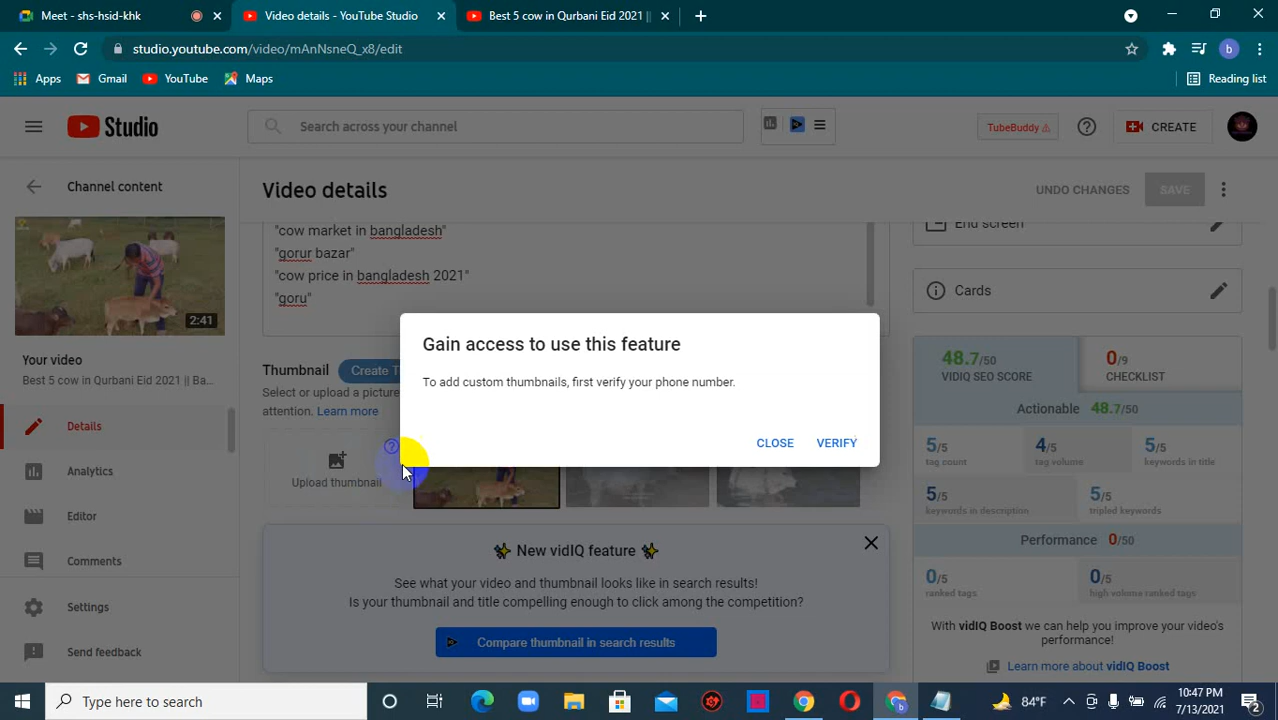 Meet - shs-hsid-khk
Video details - YouTube Studio
Best 5 cow in Qurbani Eid 2021 ||
studio.youtube.com/video/mAnNsneQ_x8/edit
b
Apps
Gmail
YouTube
Maps
Reading list
Studio
Search across your channel
TubeBuddy
CREATE
Channel content
Video details
UNDO CHANGES
SAVE
"cow market in bangladesh"
"gorur bazar"
"cow price in bangladesh 2021"
"goru"
End screen
Cards
2:41
Your video
Best 5 cow in Qurbani Eid 2021 || Ba...
Details
Analytics
Editor
Comments
Settings
Send feedback
Thumbnail
Create T
Select or upload a picture
attention. Learn more
Upload thumbnail
Gain access to use this feature
To add custom thumbnails, first verify your phone number.
CLOSE
VERIFY
New vidIQ feature
See what your video and thumbnail looks like in search results!
Is your thumbnail and title compelling enough to click among the competition?
Compare thumbnail in search results
48.7/50
VIDIQ SEO SCORE
0/9
CHECKLIST
Actionable 48.7/50
5/5
tag count
4/5
tag volume
5/5
keywords in title
5/5
keywords in description
5/5
tripled keywords
Performance 0/50
0/5
ranked tags
0/5
high volume ranked tags
With vidIQ Boost we can help you improve your video's
performance!
Learn more about vidIQ Boost
Type here to search
84°F
10:47 PM
7/13/2021
2